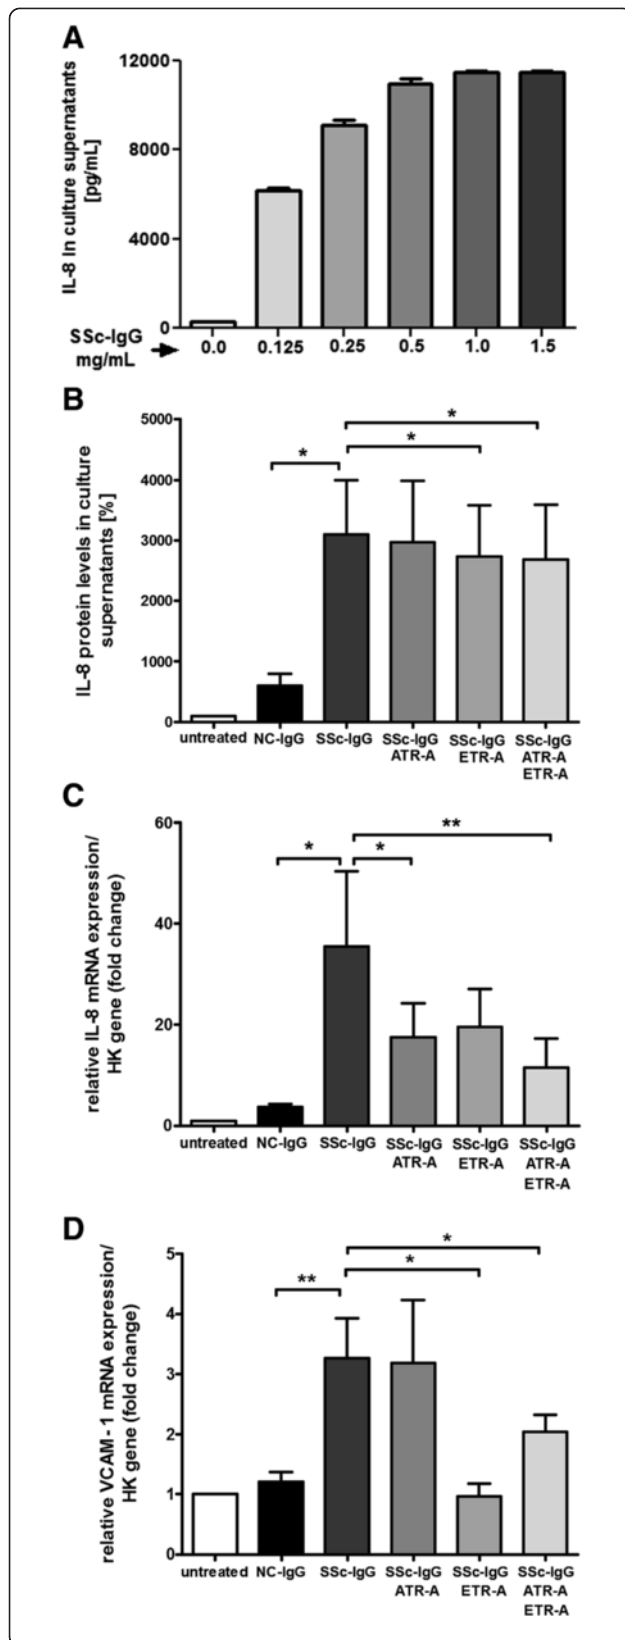 A
IL-8 In culture supernatants
[pg/mL]
12000
8000
4000
0
SSc-IgG
mg/mL
0.0 0.125 0.25 0.5 1.0 1.5
B
IL-8 protein levels in culture
supernatants [%]
5000
4000
3000
2000
1000
0
* * *
untreated NC-IgG SSc-IgG SSc-IgG SSc-IgG SSc-IgG
ATR-A ETR-A ATR-A
ETR-A
C
relative IL-8 mRNA expression/
HK gene (fold change)
60
40
20
0
**
* *
untreated NC-IgG SSc-IgG SSc-IgG SSc-IgG SSc-IgG
ATR-A ETR-A ATR-A
ETR-A
D
relative VCAM - 1 mRNA expression/
HK gene (fold change)
5
4
3
2
1
0
*
** *
untreated NC-IgG SSc-IgG SSc-IgG SSc-IgG SSc-IgG
ATR-A ETR-A ATR-A
ETR-A